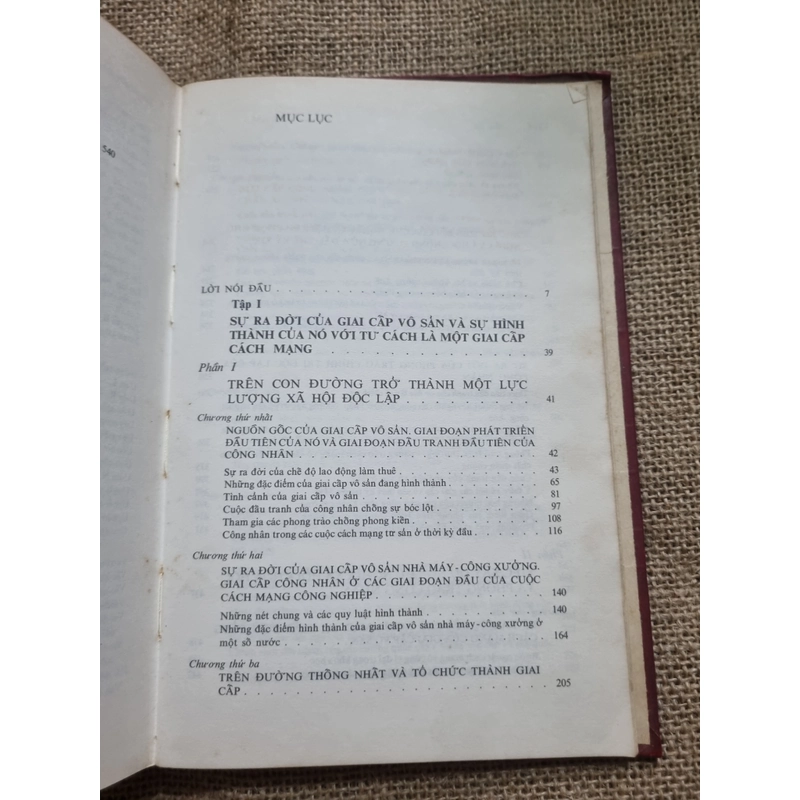 540
MỤC LỤC
LỜI NÓI ĐẦU . . . . . . . . . . . . . . . . . . . . 7
Tập I
SỰ RA ĐỜI CỦA GIAI CẤP VÔ SẢN VÀ SỰ HÌNH
THÀNH CỦA NÓ VỚI TƯ CÁCH LÀ MỘT GIAI CẤP
CÁCH MẠNG . . . . . . . . . . . . . . . 39
Phần I
TRÊN CON ĐƯỜNG TRỞ THÀNH MỘT LỰC
LƯỢNG XÃ HỘI ĐỘC LẬP . . . . . . . . . 41
Chương thứ nhất
NGUỒN GỐC CỦA GIAI CẤP VÔ SẢN. GIAI ĐOẠN PHÁT TRIỂN
ĐẦU TIÊN CỦA NÓ VÀ GIAI ĐOẠN ĐẤU TRANH ĐẦU TIÊN CỦA
CÔNG NHÂN . . . . . . . . . . . . . . . . . . 42
Sự ra đời của chế độ lao động làm thuê . . . . . . . . . . 43
Những đặc điểm của giai cấp vô sản đang hình thành . . . . . . . 65
Tình cảnh của giai cấp vô sản . . . . . . . . . . . . . 81
Cuộc đấu tranh của công nhân chống sự bóc lột . . . . . . . . 97
Tham gia các phong trào chống phong kiến . . . . . . . . . 108
Công nhân trong các cuộc cách mạng tư sản ở thời kỳ đầu . . . . . 116
Chương thứ hai
SỰ RA ĐỜI CỦA GIAI CẤP VÔ SẢN NHÀ MÁY - CÔNG XƯỞNG.
GIAI CẤP CÔNG NHÂN Ở CÁC GIAI ĐOẠN ĐẦU CỦA CUỘC
CÁCH MẠNG CÔNG NGHIỆP . . . . . . . . . . . . . 140
Những nét chung và các quy luật hình thành . . . . . . . . . 140
Những đặc điểm hình thành của giai cấp vô sản nhà máy - công xưởng ở
một số nước . . . . . . . . . . . . . . . . . . 164
Chương thứ ba
TRÊN ĐƯỜNG THỐNG NHẤT VÀ TỔ CHỨC THÀNH GIAI
CẤP . . . . . . . . . . . . . . . . . . . . . 205